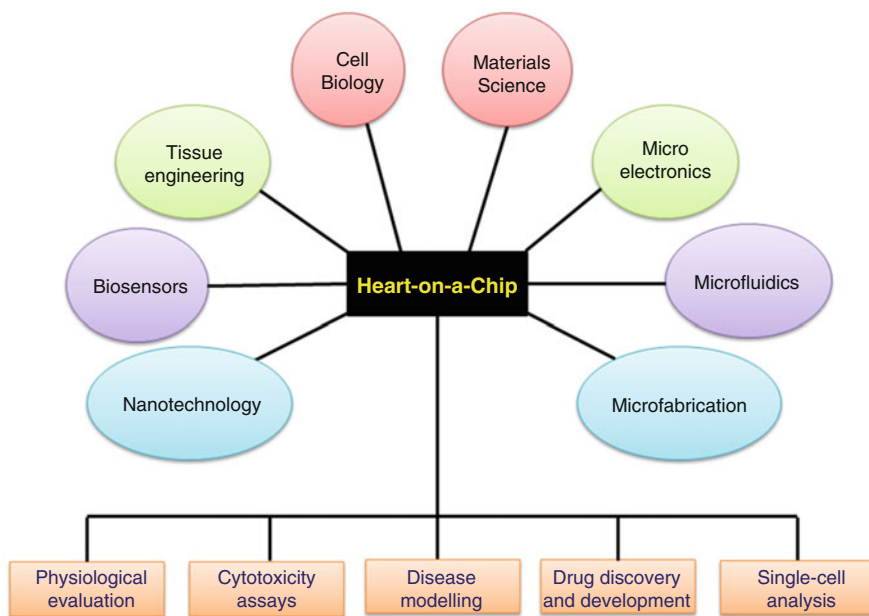 Cell
Biology
Materials
Science
Tissue
engineering
Micro
electronics
Biosensors
Heart-on-a-Chip
Microfluidics
Nanotechnology
Microfabrication
Physiological
evaluation
Cytotoxicity
assays
Disease
modelling
Drug discovery
and development
Single-cell
analysis